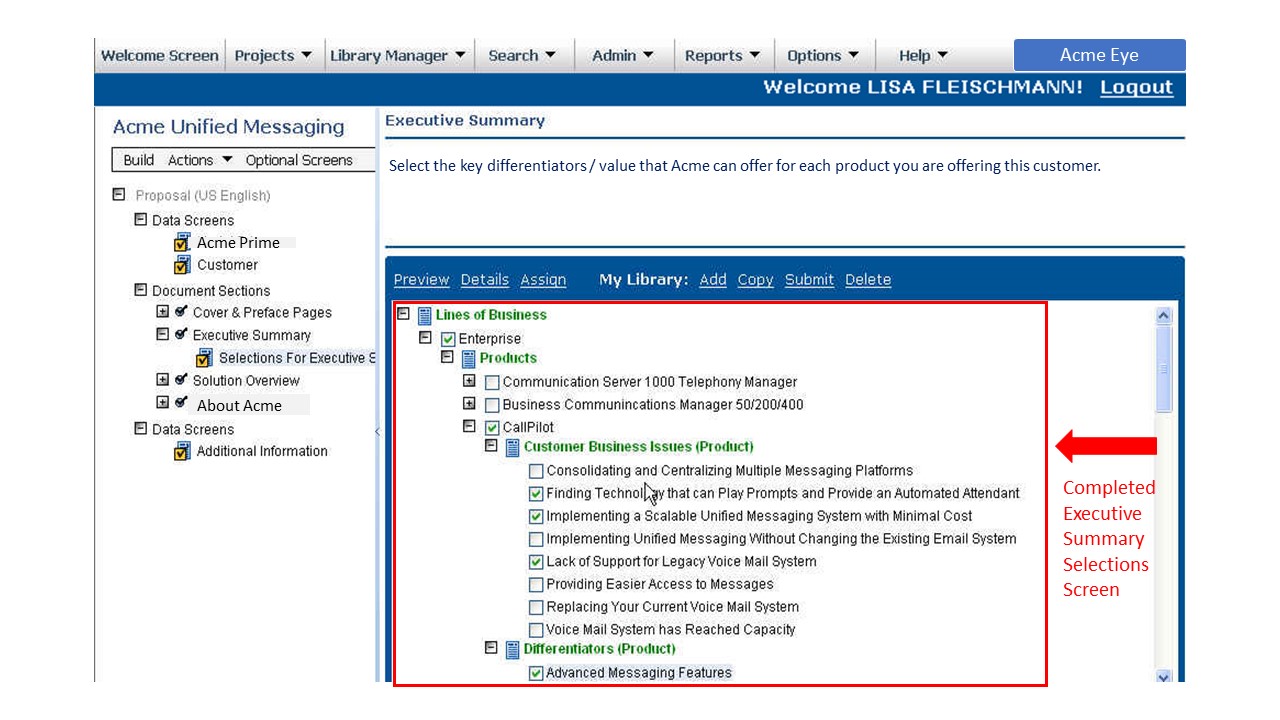 Welcome Screen Projects Library Manager Search Admin Reports Options Help Acme Eye
Welcome LISA FLEISCHMANN! Logout
Acme Unified Messaging
Build Actions Optional Screens
Proposal (US English)
Data Screens
Acme Prime
Customer
Document Sections
Cover & Preface Pages
Executive Summary
Selections For Executive S
Solution Overview
About Acme
Data Screens
Additional Information
Executive Summary
Select the key differentiators / value that Acme can offer for each product you are offering this customer.
Preview Details Assign My Library: Add Copy Submit Delete
Lines of Business
Enterprise
Products
Communication Server 1000 Telephony Manager
Business Communincations Manager 50/200/400
CallPilot
Customer Business Issues (Product)
Consolidating and Centralizing Multiple Messaging Platforms
Finding Technology that can Play Prompts and Provide an Automated Attendant
Implementing a Scalable Unified Messaging System with Minimal Cost
Implementing Unified Messaging Without Changing the Existing Email System
Lack of Support for Legacy Voice Mail System
Providing Easier Access to Messages
Replacing Your Current Voice Mail System
Voice Mail System has Reached Capacity
Differentiators (Product)
Advanced Messaging Features
Completed
Executive
Summary
Selections
Screen